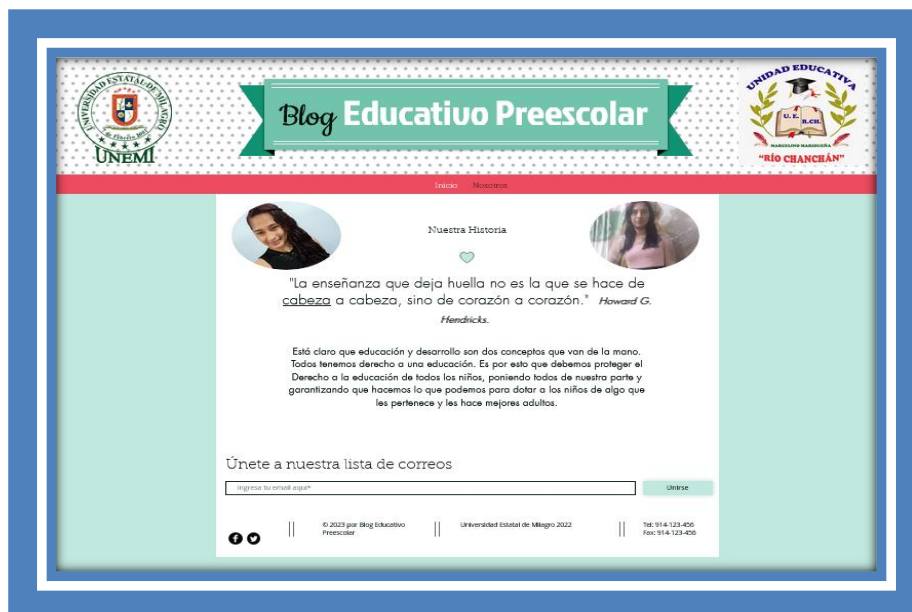 UNIVERSIDAD ESTATAL DE MILAGRO
UNEMI
Blog Educativo Preescolar
UNIDAD EDUCATIVA
U. E. R.CH.
MARCELINO MARIDUEÑA
"RÍO CHANCHÁN"
Inicio Nosotros
Nuestra Historia
"La enseñanza que deja huella no es la que se hace de
cabeza a cabeza, sino de corazón a corazón." Howard G.
Hendricks.
Está claro que educación y desarrollo son dos conceptos que van de la mano.
Todos tenemos derecho a una educación. Es por esto que debemos proteger el
Derecho a la educación de todos los niños, poniendo todos de nuestra parte y
garantizando que hacemos lo que podemos para dotar a los niños de algo que
les pertenece y les hace mejores adultos.
Únete a nuestra lista de correos
Ingresa tu email aquí*
Unirse
© 2023 por Blog Educativo
Preescolar
Universidad Estatal de Milagro 2022
Tel: 914-123-456
Fax: 914-123-456